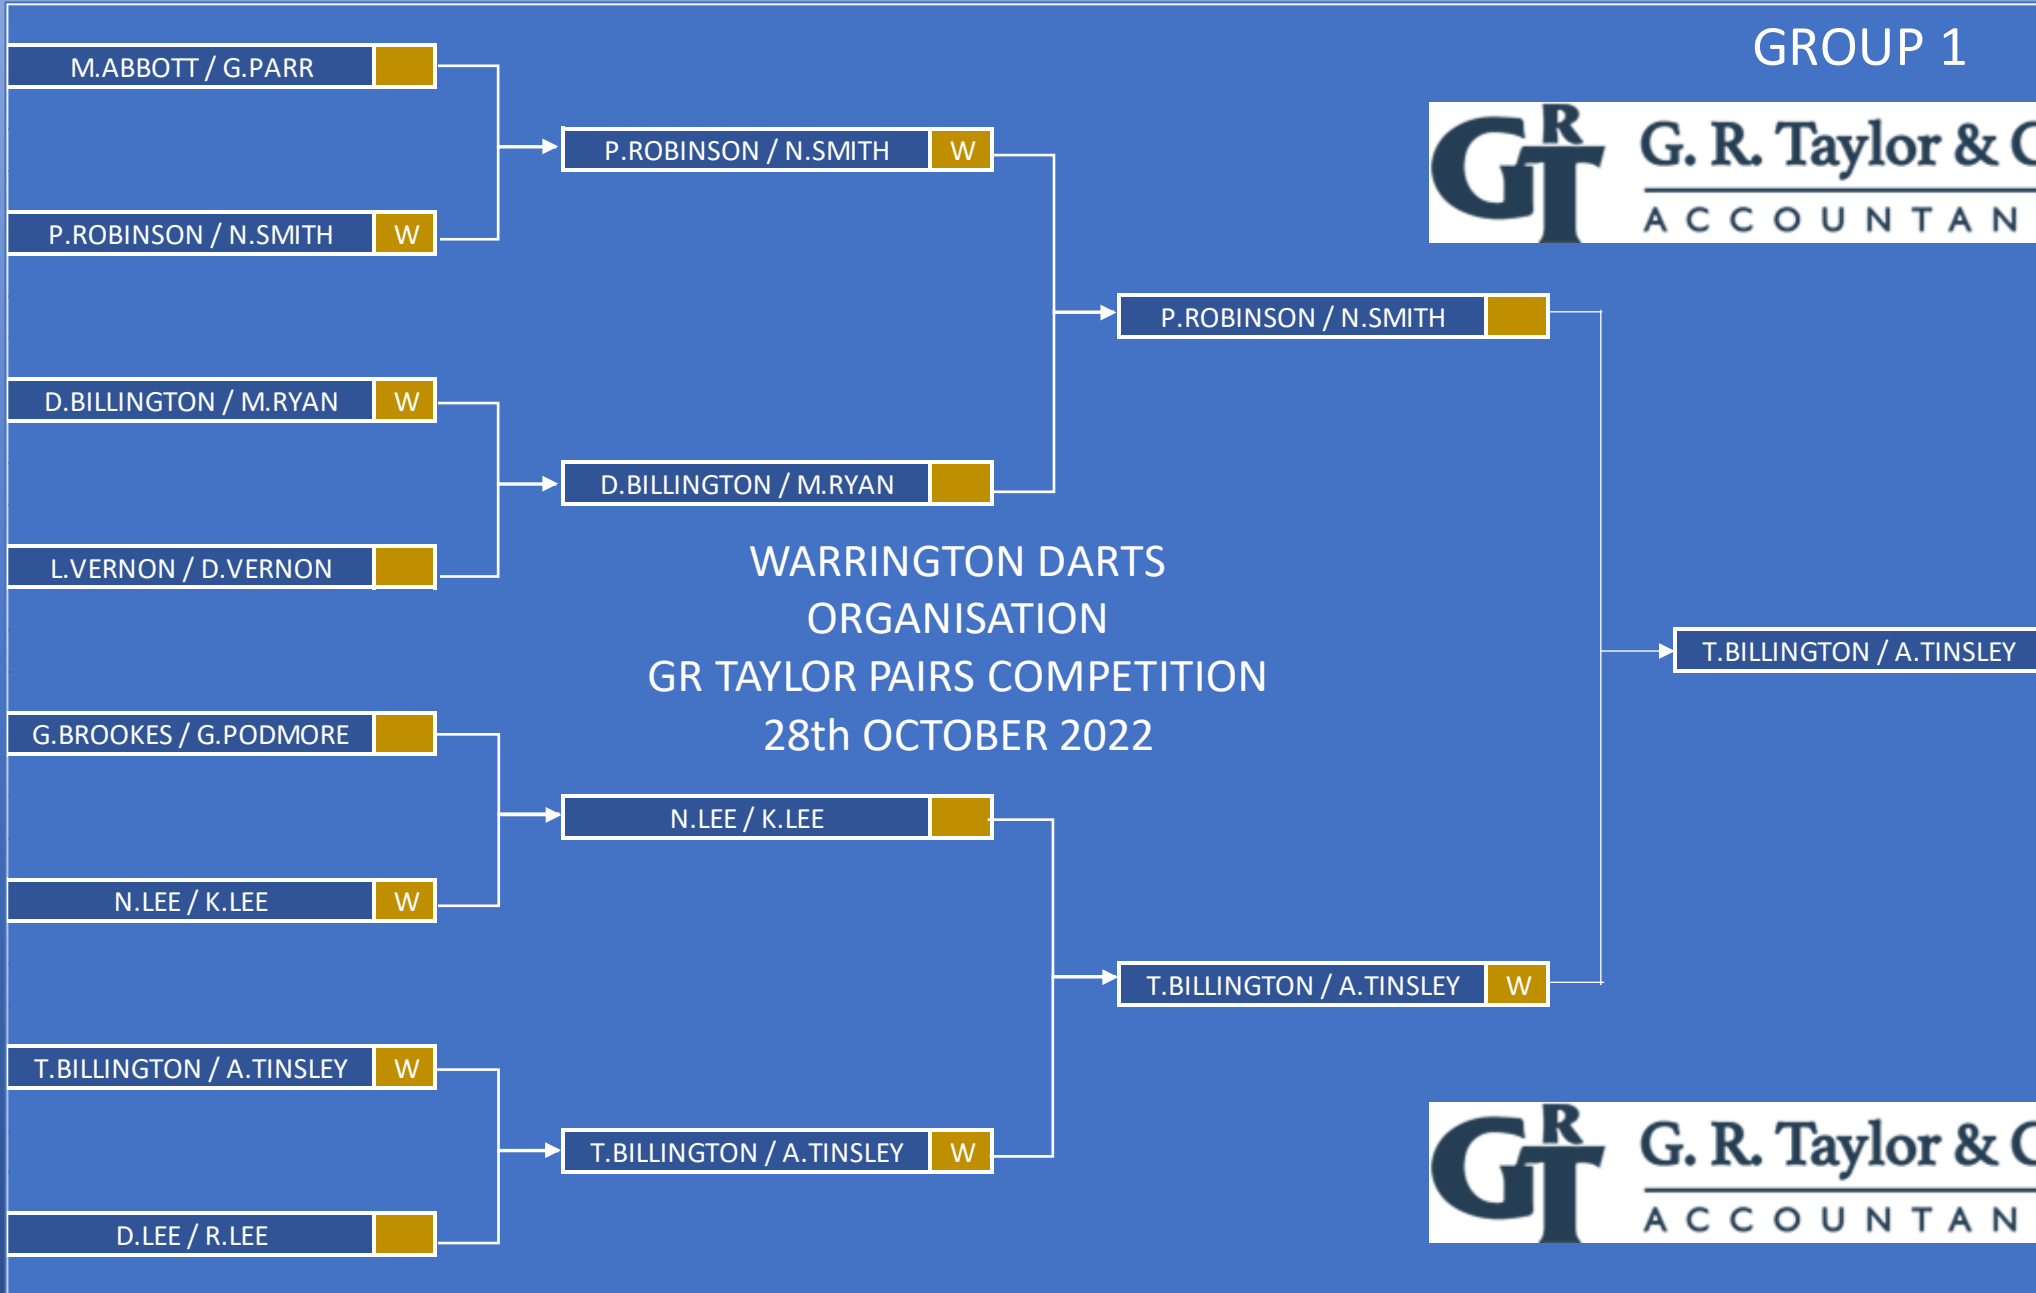 GROUP 1
M.ABBOTT / G.PARR
P.ROBINSON / N.SMITH W
D.BILLINGTON / M.RYAN W
L.VERNON / D.VERNON
G.BROOKES / G.PODMORE
N.LEE / K.LEE W
T.BILLINGTON / A.TINSLEY W
D.LEE / R.LEE
P.ROBINSON / N.SMITH W
D.BILLINGTON / M.RYAN
WARRINGTON DARTS
ORGANISATION
GR TAYLOR PAIRS COMPETITION
28th OCTOBER 2022
N.LEE / K.LEE
T.BILLINGTON / A.TINSLEY W
GRT
G. R. Taylor & C
ACCOUNTAN
P.ROBINSON / N.SMITH
T.BILLINGTON / A.TINSLEY W
GRT
G. R. Taylor & C
ACCOUNTAN
T.BILLINGTON / A.TINSLEY